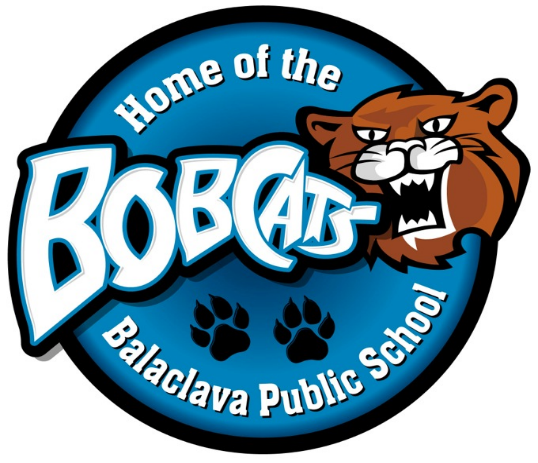 Home of the
BOBCATS
Balaclava Public School